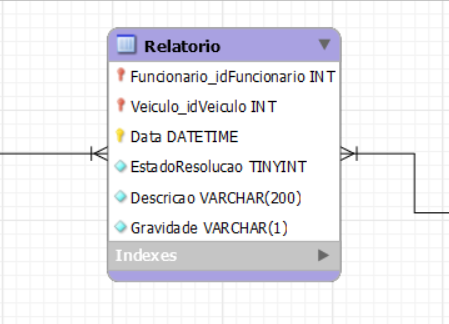 Relatorio
Funcionario_idFuncionario INT
Veiculo_idVeiculo INT
Data DATETIME
EstadoResolucao TINYINT
Descricao VARCHAR(200)
Gravidade VARCHAR(1)
Indexes